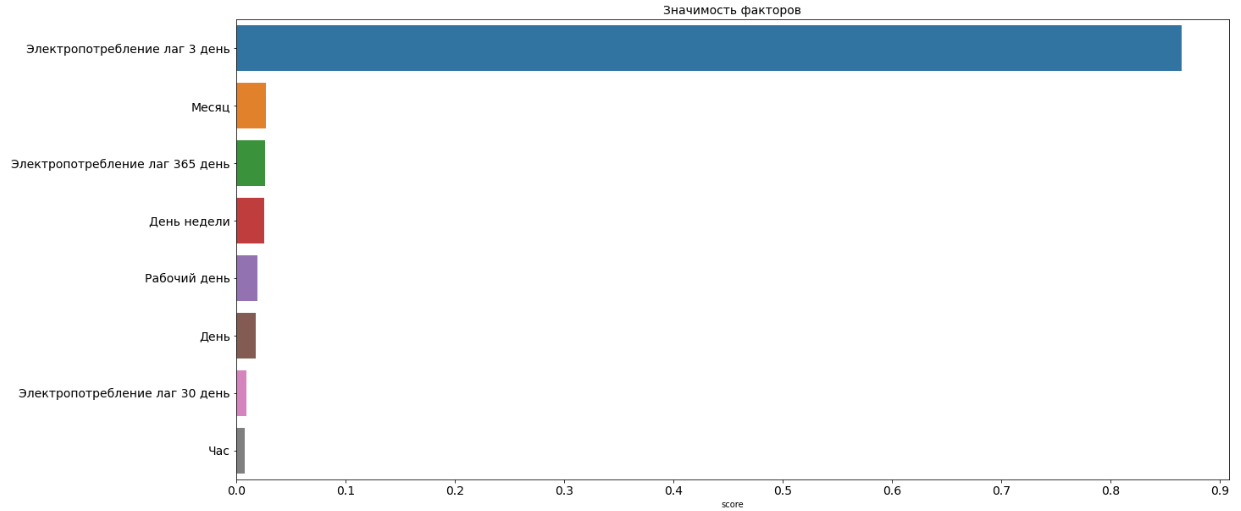 Значимость факторов
Электропотребление лаг 3 день
Месяц
Электропотребление лаг 365 день
День недели
Рабочий день
День
Электропотребление лаг 30 день
Час
0.0 0.1 0.2 0.3 0.4 0.5 0.6 0.7 0.8 0.9
score